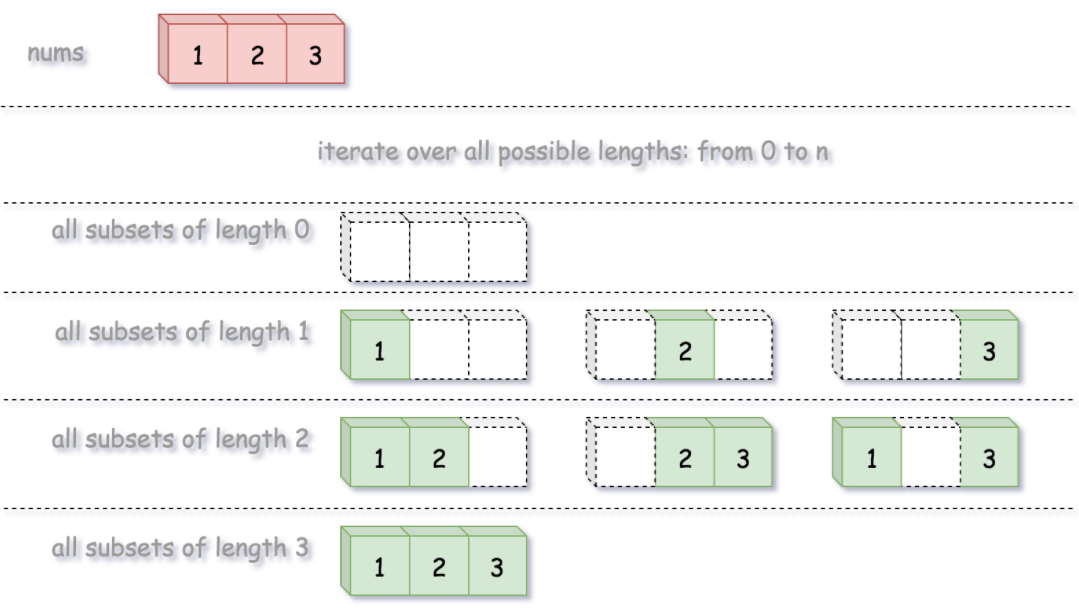 nums 1 2 3
iterate over all possible lengths: from 0 to n
all subsets of length 0
all subsets of length 1 1 2 3
all subsets of length 2 1 2 2 3 1 3
all subsets of length 3 1 2 3